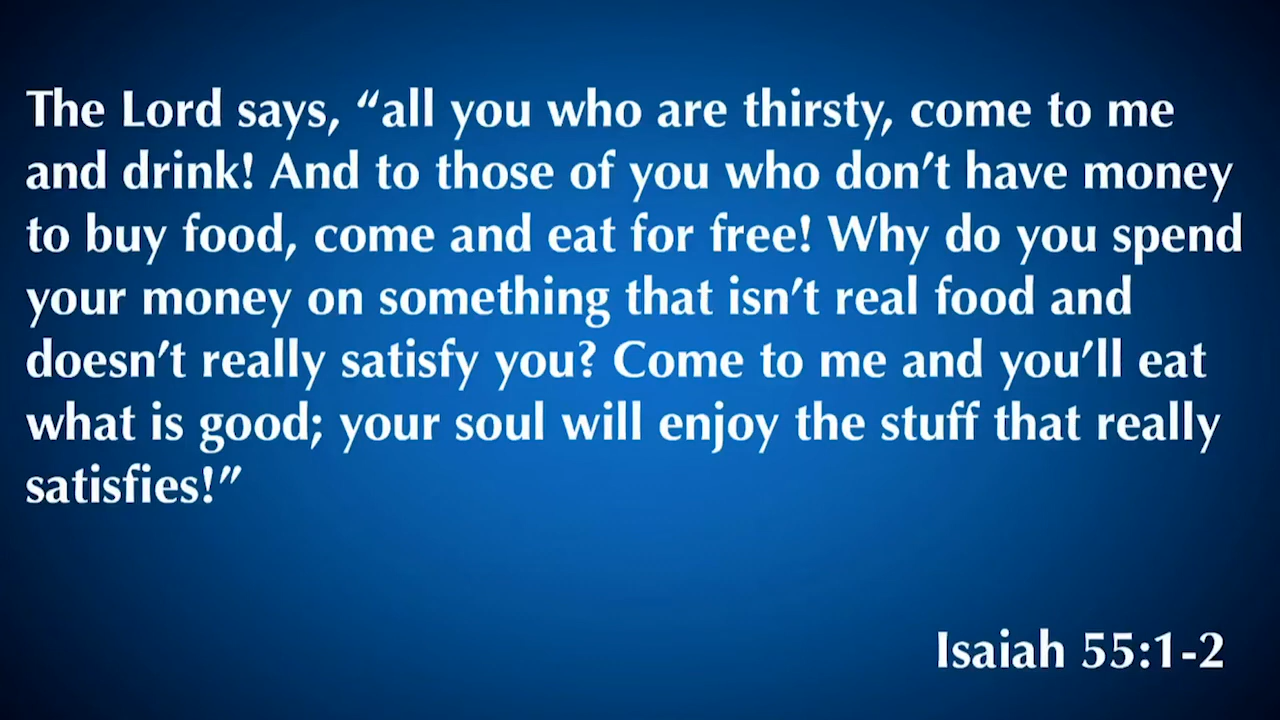 The Lord says, “all you who are thirsty, come to me
and drink! And to those of you who don’t have money
to buy food, come and eat for free! Why do you spend
your money on something that isn’t real food and
doesn’t really satisfy you? Come to me and you’ll eat
what is good; your soul will enjoy the stuff that really
satisfies!”
Isaiah 55:1-2